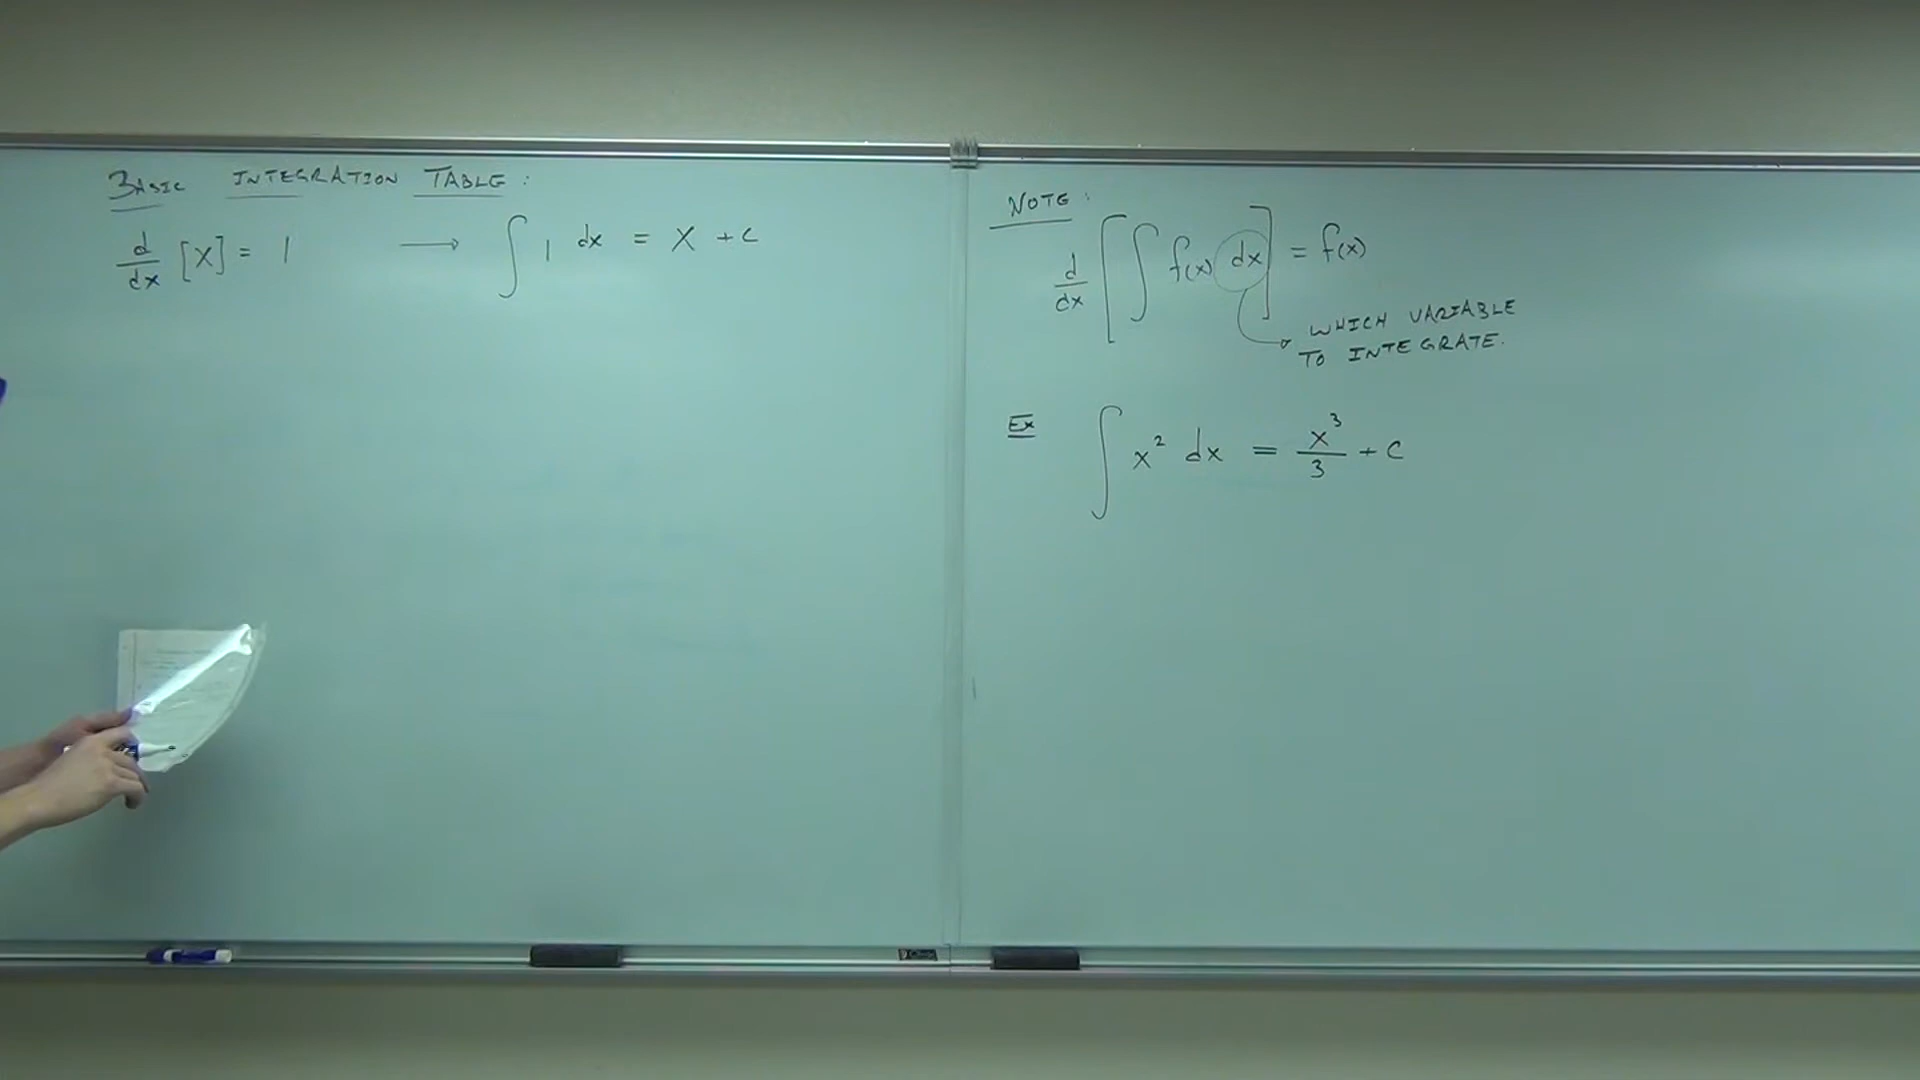 BASIC INTEGRATION TABLE:
d/dx [x] = 1 → ∫ 1 dx = x + c
NOTE:
d/dx [∫ f(x) dx] = f(x)
WHICH VARIABLE
TO INTEGRATE.
Ex ∫ x² dx = x³/3 + c